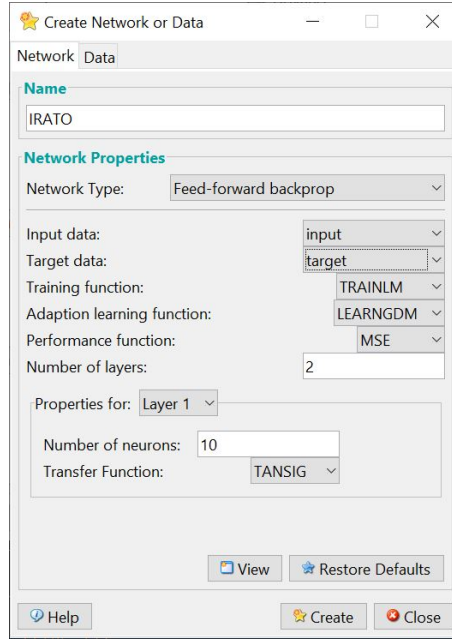 Create Network or Data
Network Data
Name
IRATO
Network Properties
Network Type: Feed-forward backprop
Input data: input
Target data: target
Training function: TRAINLM
Adaption learning function: LEARNGDM
Performance function: MSE
Number of layers: 2
Properties for: Layer 1
Number of neurons: 10
Transfer Function: TANSIG
View Restore Defaults
Help Create Close